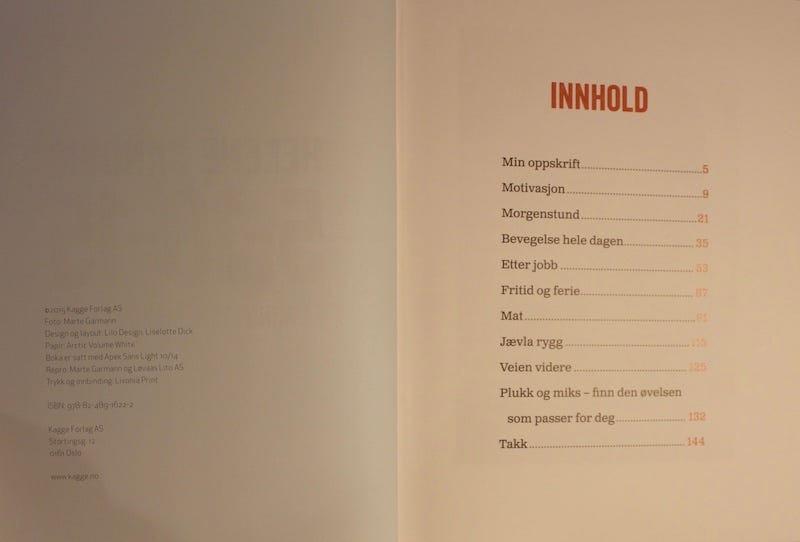 ©2015 Kagge Forlag AS
Foto: Marte Garmann
Design og layout: Lilo Design, Liselotte Dick
Papir: Arctic Volume White
Boka er satt med Apex Sans Light 10/14
Repro: Marte Garmann og Løvaas Lito AS
Trykk og innbinding: Livonia Print
ISBN: 978-82-489-1622-2
Kagge Forlag AS
Stortingsg. 12
0161 Oslo
www.kagge.no
INNHOLD
Min oppskrift 5
Motivasjon 9
Morgenstund 21
Bevegelse hele dagen 35
Etter jobb 53
Fritid og ferie
Mat
Jævla rygg 115
Veien videre 125
Plukk og miks – finn den øvelsen
som passer for deg 132
Takk 144